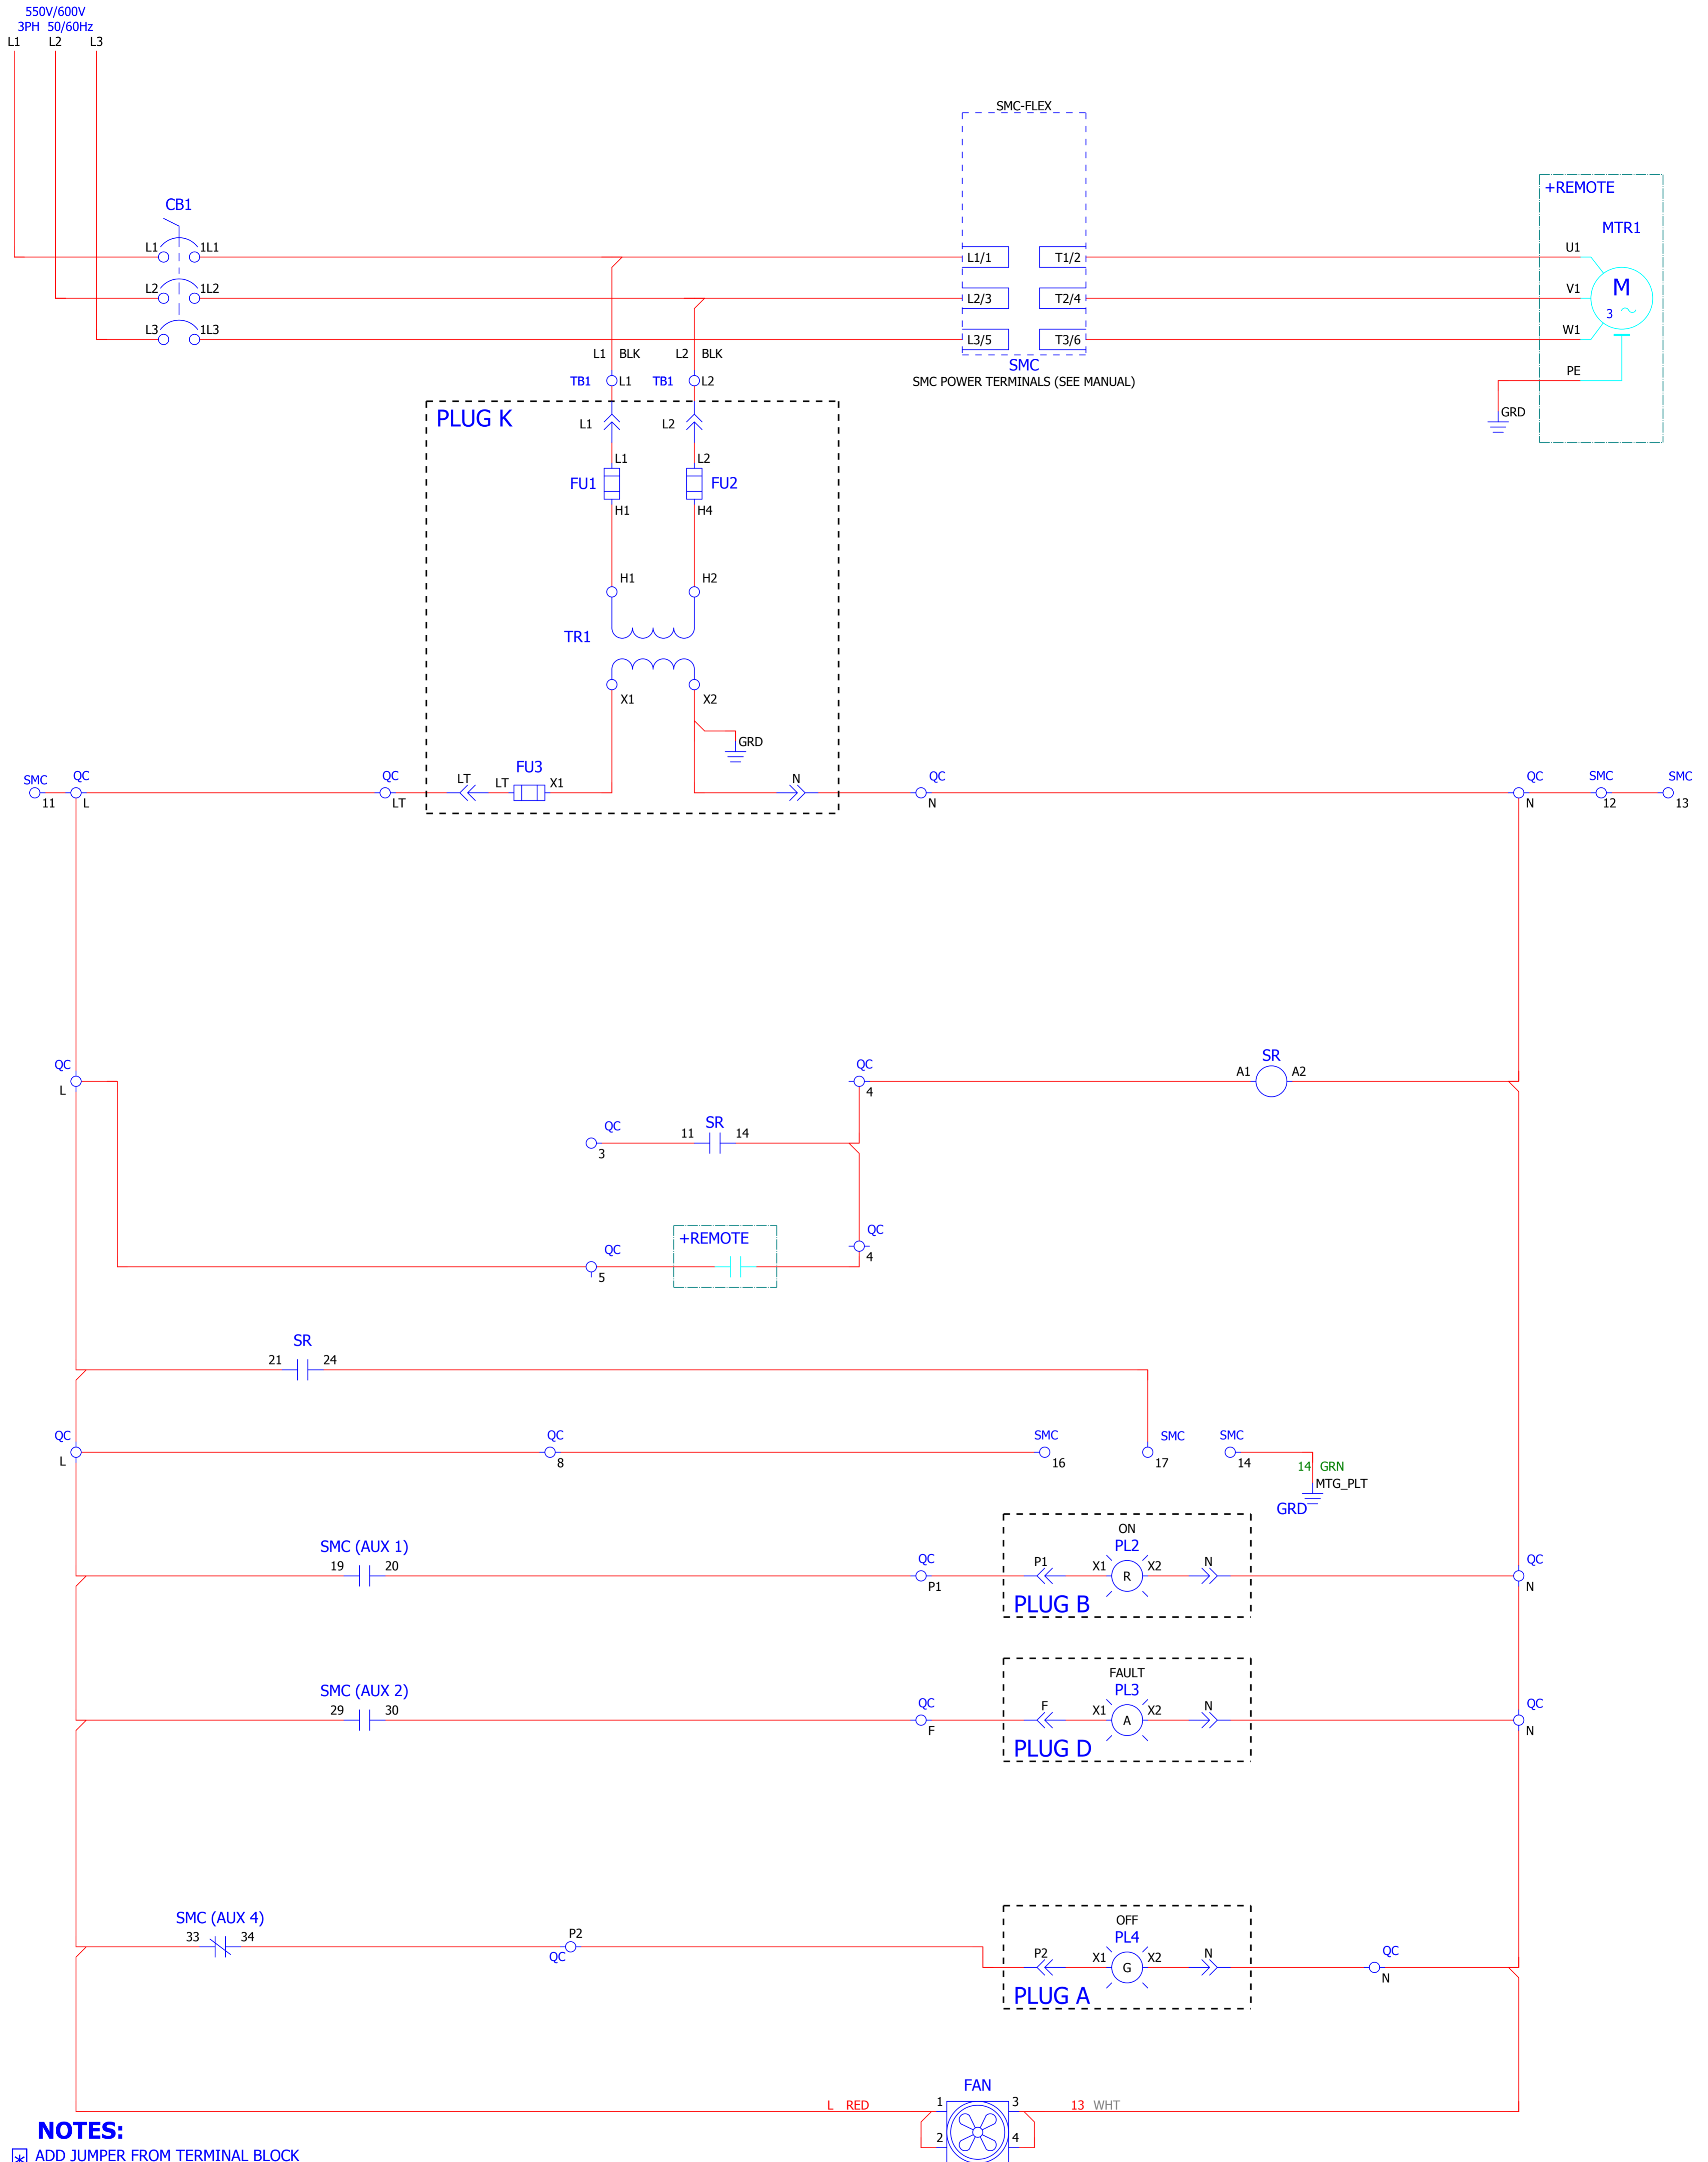 550V/600V
3PH 50/60Hz
L1 L2 L3
SMC-FLEX
+REMOTE
CB1
MTR1
L1 1L1 L1/1 T1/2 U1
L2 1L2 L2/3 T2/4 V1
M
3
L3 1L3 L3/5 T3/6 W1
L1 BLK L2 BLK
SMC
PE
TB1 L1 TB1 L2
SMC POWER TERMINALS (SEE MANUAL)
PLUG K
L1 L2
GRD
L1 L2
FU1 FU2
H1 H4
H1 H2
TR1
X1 X2
GRD
FU3
SMC QC QC LT LT X1 N QC QC SMC SMC
11 L LT N N 12 13
SR
QC QC A1 A2
L 4
SR
QC 11 14
3
QC
+REMOTE
QC 4
5
SR
21 24
QC QC SMC SMC SMC
L 8 16 17 14
14 GRN
MTG_PLT
GRD
ON
SMC (AUX 1) PL2
19 20 QC P1 X1 X2 N QC
R
P1 N
PLUG B
FAULT
SMC (AUX 2) PL3
29 30 QC F X1 X2 N QC
A
F N
PLUG D
SMC (AUX 4) OFF
33 34 P2 PL4
QC P2 X1 X2 N QC
G
N
PLUG A
FAN
L RED 1 3 13 WHT
2 4
NOTES:
* ADD JUMPER FROM TERMINAL BLOCK